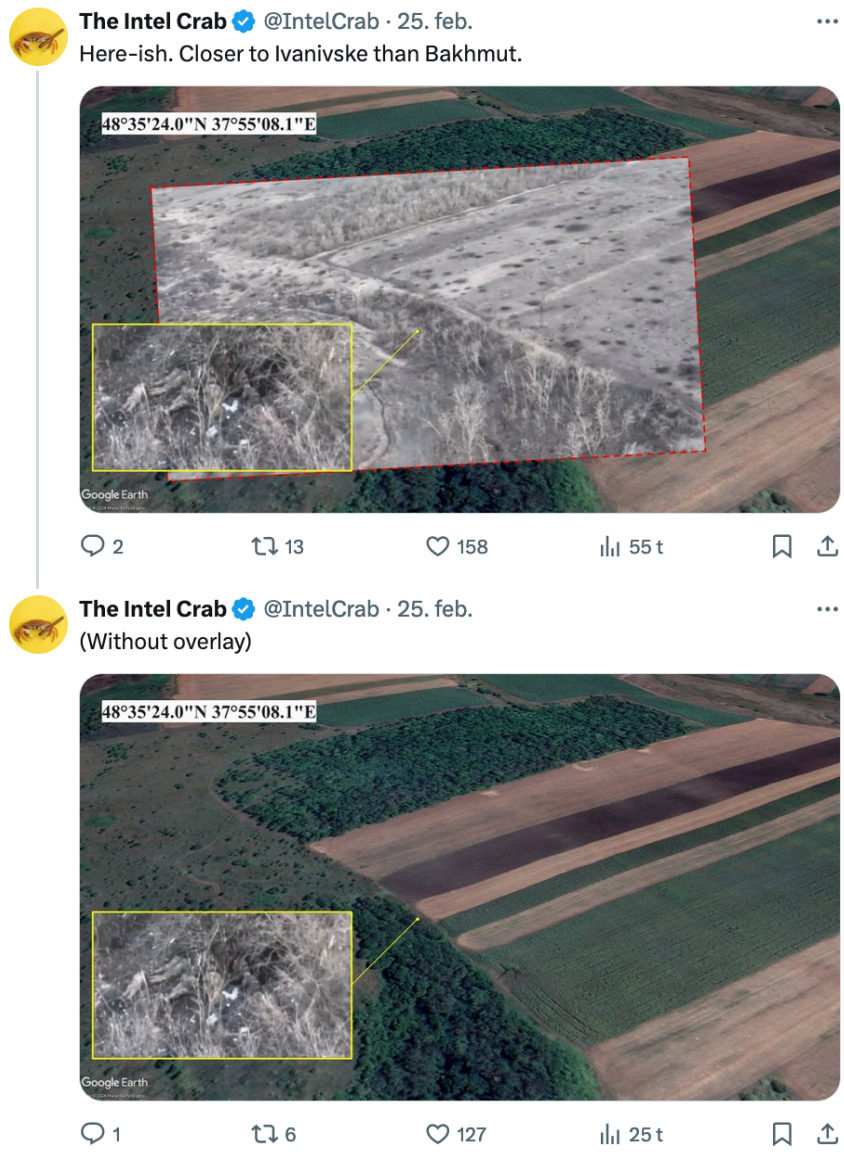 The Intel Crab @IntelCrab · 25. feb.
Here-ish. Closer to Ivanivske than Bakhmut.
48°35'24.0"N 37°55'08.1"E
Google Earth
2 13 158 55 t
The Intel Crab @IntelCrab · 25. feb.
(Without overlay)
48°35'24.0"N 37°55'08.1"E
Google Earth
1 6 127 25 t